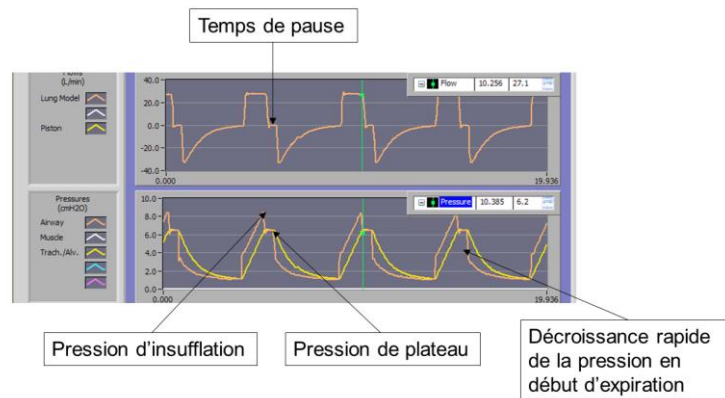 Temps de pause
(L/min)
Lung Model
Piston
40.0
20.0
0.0
-20.0
-40.0
0.000
19.936
Flow 10.256 27.1
Pressures
(cmH2O)
Airway
Muscle
Trach./Alv.
10.0
8.0
6.0
4.0
2.0
0.0
0.000
19.936
Pressure 10.385 6.2
Pression d'insufflation
Pression de plateau
Décroissance rapide
de la pression en
début d'expiration